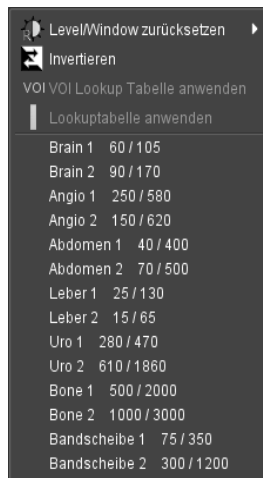 Level/Window zurücksetzen
Invertieren
VOI VOI Lookup Tabelle anwenden
Lookuptabelle anwenden
Brain 1 60 / 105
Brain 2 90 / 170
Angio 1 250 / 580
Angio 2 150 / 620
Abdomen 1 40 / 400
Abdomen 2 70 / 500
Leber 1 25 / 130
Leber 2 15 / 65
Uro 1 280 / 470
Uro 2 610 / 1860
Bone 1 500 / 2000
Bone 2 1000 / 3000
Bandscheibe 1 75 / 350
Bandscheibe 2 300 / 1200